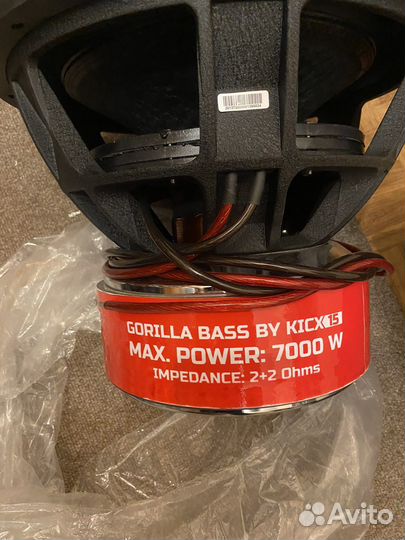 GORILLA BASS BY KICX 15
MAX. POWER: 7000 W
IMPEDANCE: 2+2 Ohms
Avito